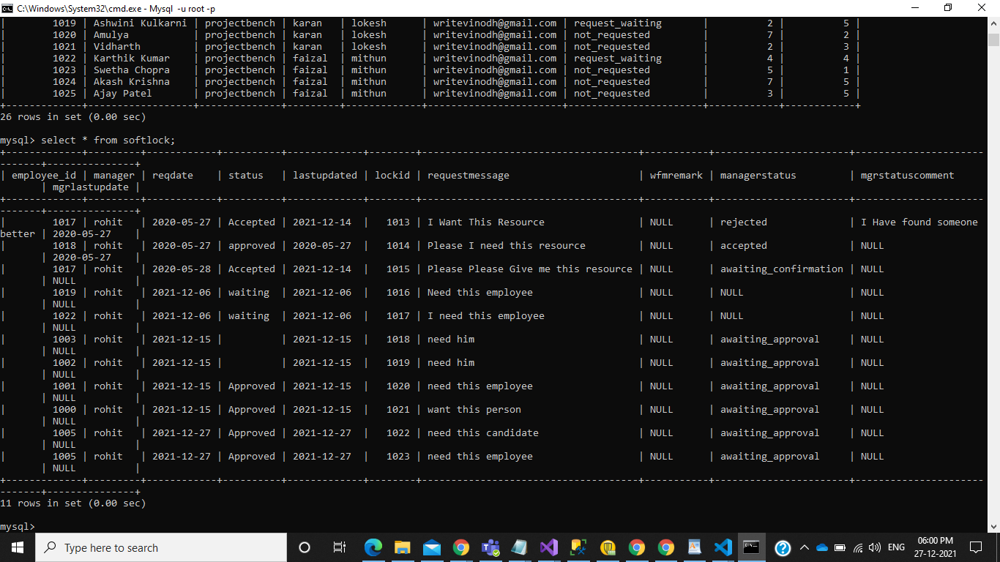 C:\Windows\System32\cmd.exe - Mysql -u root -p
| 1019 | Ashwini Kulkarni | projectbench | karan | lokesh | writevinodh@gmail.com | request_waiting | 2 | 5 |
| 1020 | Amulya | projectbench | karan | lokesh | writevinodh@gmail.com | not_requested | 7 | 2 |
| 1021 | Vidharth | projectbench | karan | lokesh | writevinodh@gmail.com | not_requested | 2 | 3 |
| 1022 | Karthik Kumar | projectbench | faizal | mithun | writevinodh@gmail.com | request_waiting | 4 | 4 |
| 1023 | Swetha Chopra | projectbench | faizal | mithun | writevinodh@gmail.com | not_requested | 5 | 1 |
| 1024 | Akash Krishna | projectbench | faizal | mithun | writevinodh@gmail.com | not_requested | 7 | 5 |
| 1025 | Ajay Patel | projectbench | faizal | mithun | writevinodh@gmail.com | not_requested | 3 | 5 |
26 rows in set (0.00 sec)
mysql> select * from softlock;
| employee_id | manager | reqdate | status | lastupdated | lockid | requestmessage | wfmremark | managerstatus | mgrstatuscomment
| mgrlastupdate |
| 1017 | rohit | 2020-05-27 | Accepted | 2021-12-14 | 1013 | I Want This Resource | NULL | rejected | I Have found someone
better | 2020-05-27 |
| 1018 | rohit | 2020-05-27 | approved | 2020-05-27 | 1014 | Please I need this resource | NULL | accepted | NULL
| 2020-05-27 |
| 1017 | rohit | 2020-05-28 | Accepted | 2021-12-14 | 1015 | Please Please Give me this resource | NULL | awaiting_confirmation | NULL
| NULL |
| 1019 | rohit | 2021-12-06 | waiting | 2021-12-06 | 1016 | Need this employee | NULL | NULL | NULL
| NULL |
| 1022 | rohit | 2021-12-06 | waiting | 2021-12-06 | 1017 | I need this employee | NULL | NULL | NULL
| NULL |
| 1003 | rohit | 2021-12-15 | | 2021-12-15 | 1018 | need him | NULL | awaiting_approval | NULL
| NULL |
| 1002 | rohit | 2021-12-15 | | 2021-12-15 | 1019 | need him | NULL | awaiting_approval | NULL
| NULL |
| 1001 | rohit | 2021-12-15 | Approved | 2021-12-15 | 1020 | need this employee | NULL | awaiting_approval | NULL
| NULL |
| 1000 | rohit | 2021-12-15 | Approved | 2021-12-15 | 1021 | want this person | NULL | awaiting_approval | NULL
| NULL |
| 1005 | rohit | 2021-12-27 | Approved | 2021-12-27 | 1022 | need this candidate | NULL | awaiting_approval | NULL
| NULL |
| 1005 | rohit | 2021-12-27 | Approved | 2021-12-27 | 1023 | need this employee | NULL | awaiting_approval | NULL
| NULL |
11 rows in set (0.00 sec)
mysql>
Type here to search
ENG
06:00 PM
27-12-2021